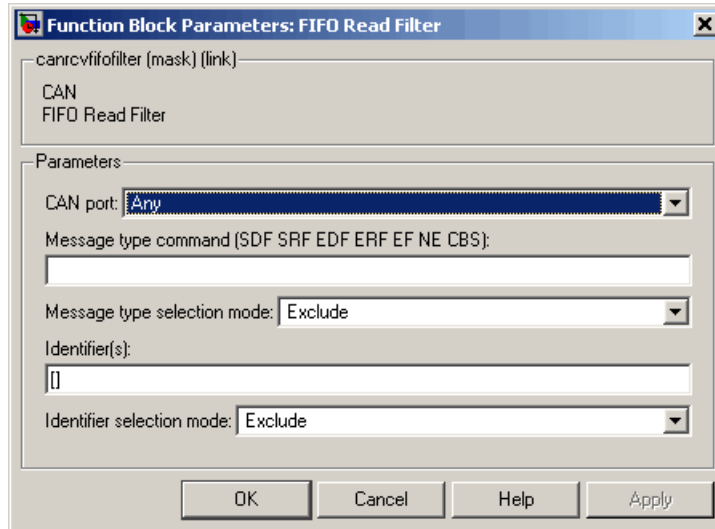 Function Block Parameters: FIFO Read Filter
canrcvfifofilter (mask) (link)
CAN
FIFO Read Filter
Parameters
CAN port: Any
Message type command (SDF SRF EDF ERF EF NE CBS):
Message type selection mode: Exclude
Identifier(s):
[]
Identifier selection mode: Exclude
OK Cancel Help Apply